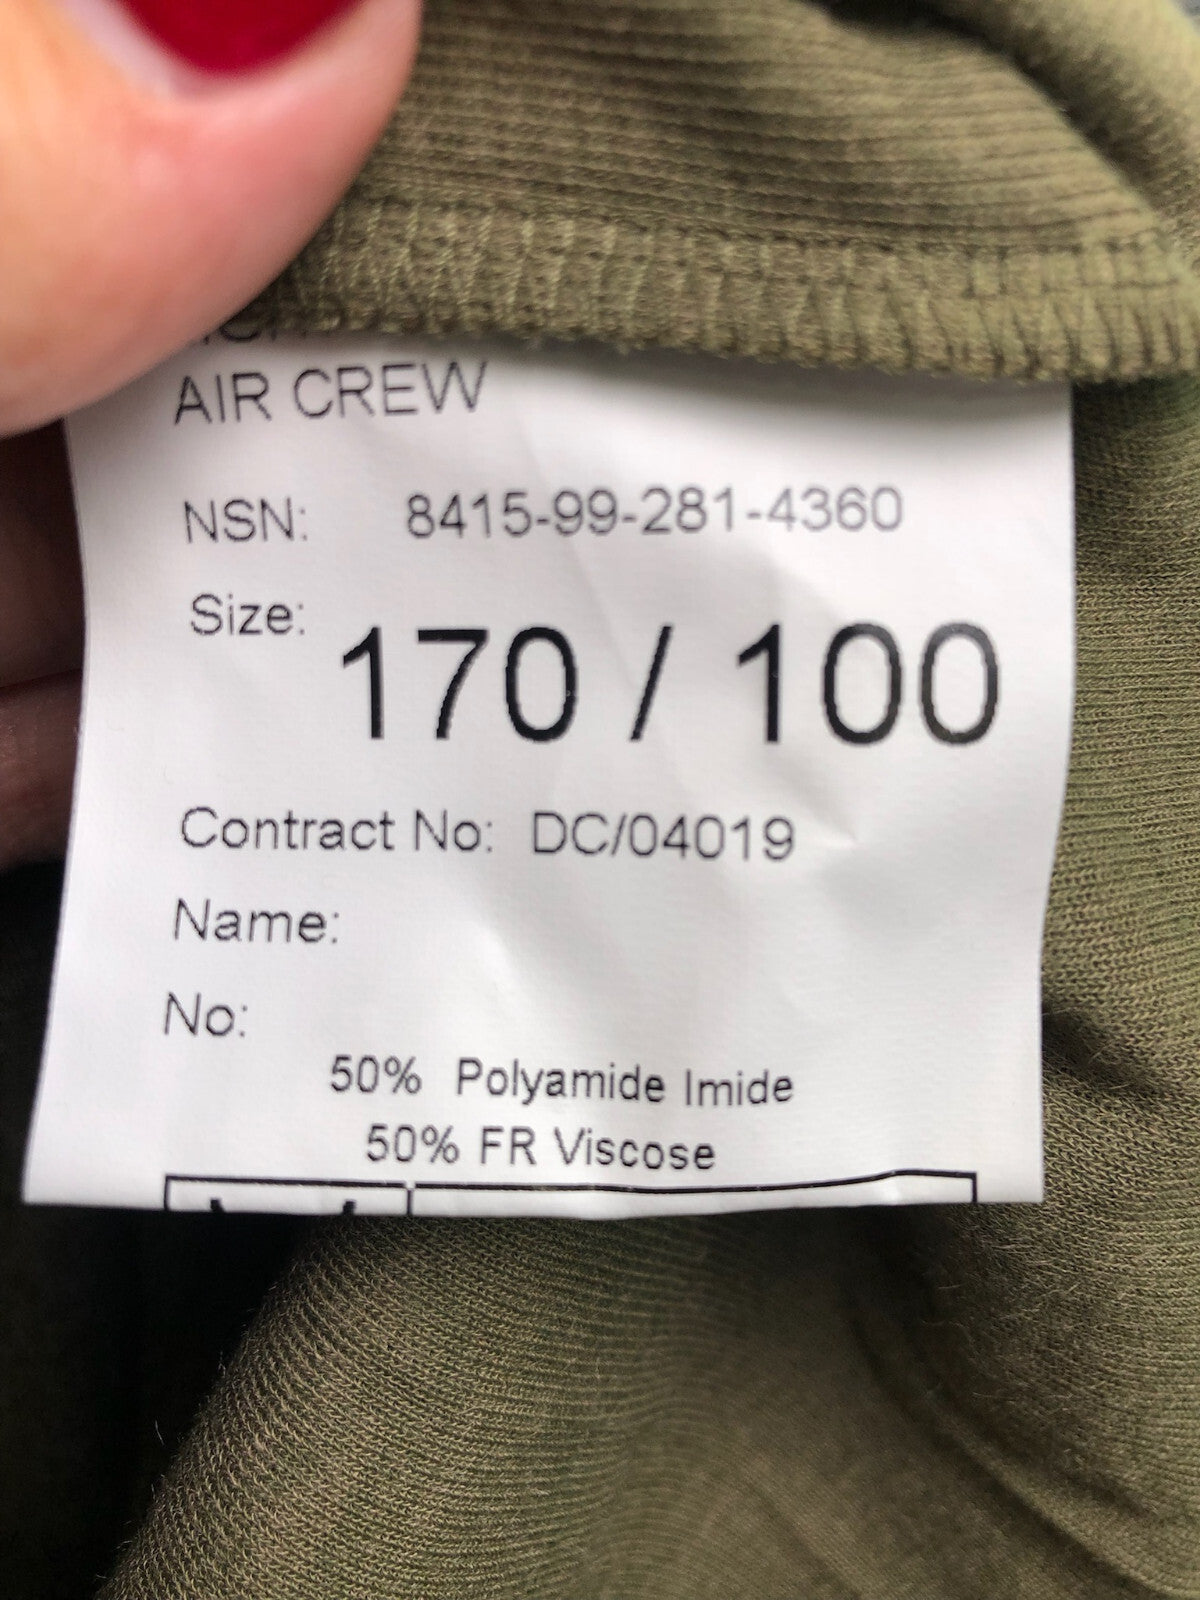 AIR CREW
NSN: 8415-99-281-4360
Size: 170 / 100
Contract No: DC/04019
Name:
No:
50% Polyamide Imide
50% FR Viscose